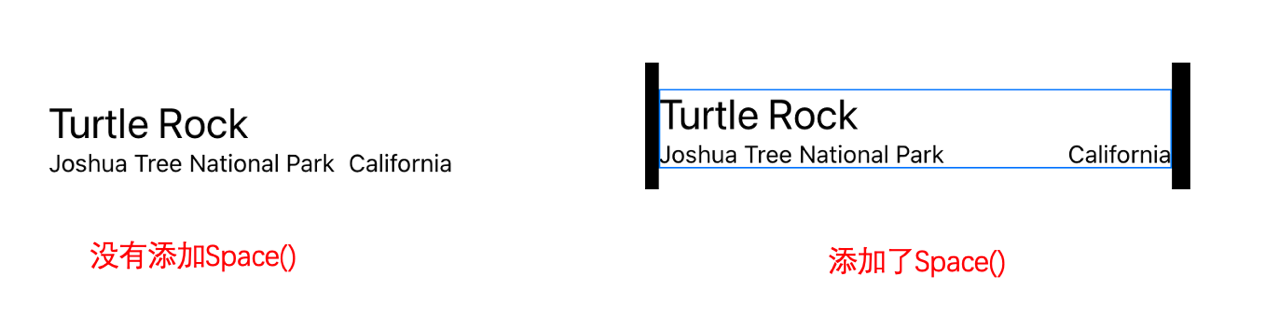 Turtle Rock
Joshua Tree National Park California
没有添加Space()
Turtle Rock
Joshua Tree National Park California
添加了Space()